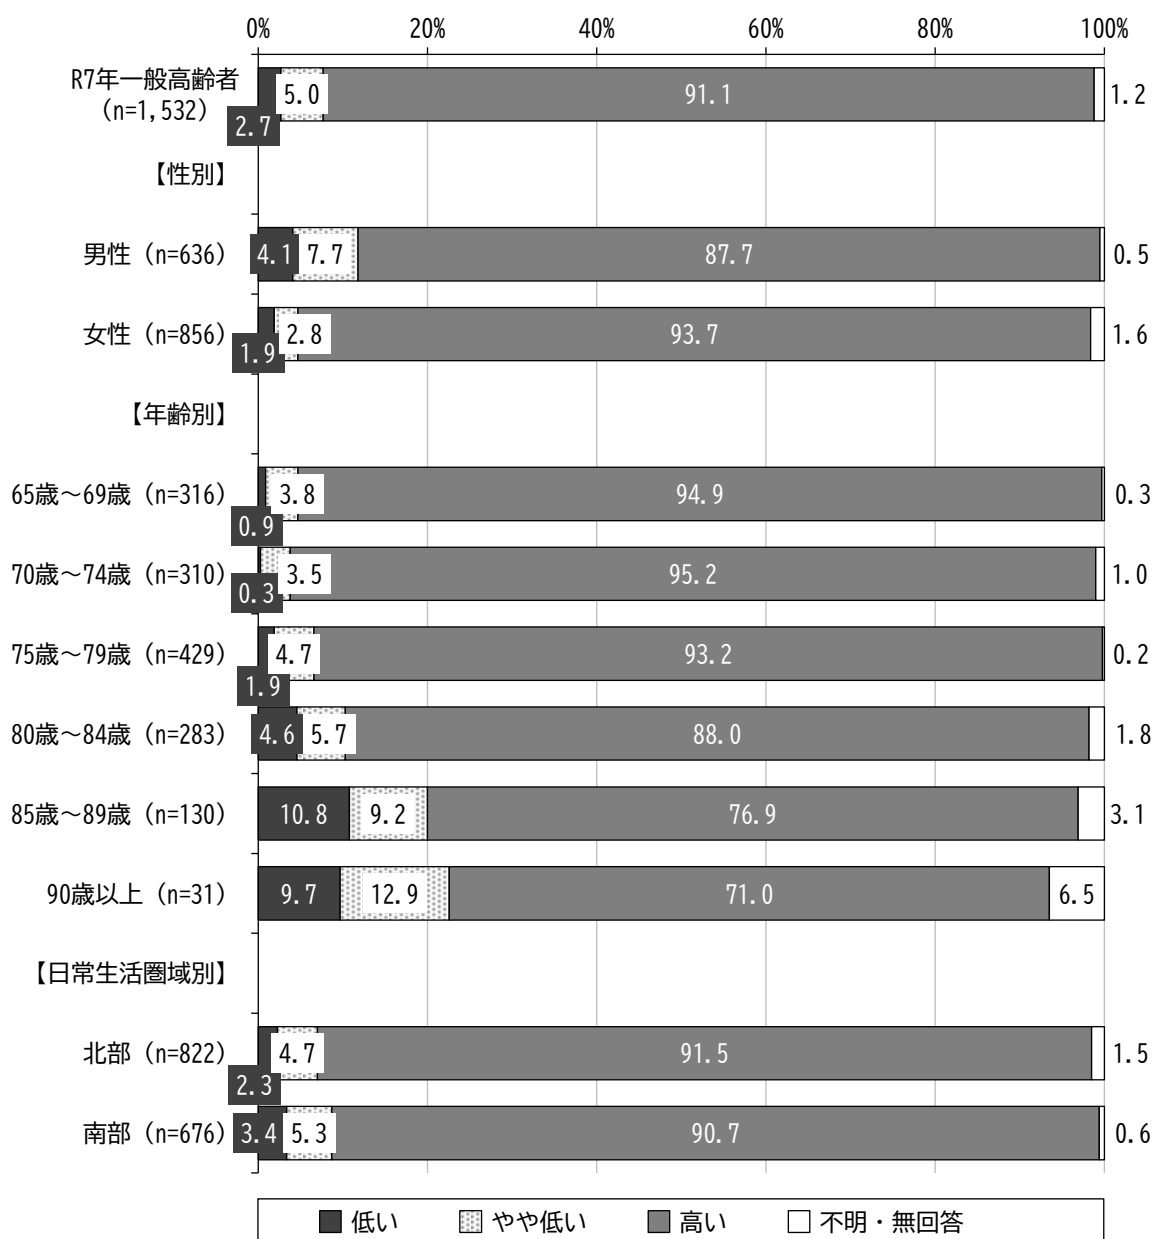 0% 20% 40% 60% 80% 100%
R7年一般高齢者
(n=1,532)
2.7 5.0 91.1 1.2
【性別】
男性（n=636） 4.1 7.7 87.7 0.5
女性（n=856） 1.9 2.8 93.7 1.6
【年齢別】
65歳～69歳（n=316） 0.9 3.8 94.9 0.3
70歳～74歳（n=310） 0.3 3.5 95.2 1.0
75歳～79歳（n=429） 1.9 4.7 93.2 0.2
80歳～84歳（n=283） 4.6 5.7 88.0 1.8
85歳～89歳（n=130） 10.8 9.2 76.9 3.1
90歳以上（n=31） 9.7 12.9 71.0 6.5
【日常生活圏域別】
北部（n=822） 2.3 4.7 91.5 1.5
南部（n=676） 3.4 5.3 90.7 0.6
低い やや低い 高い 不明・無回答